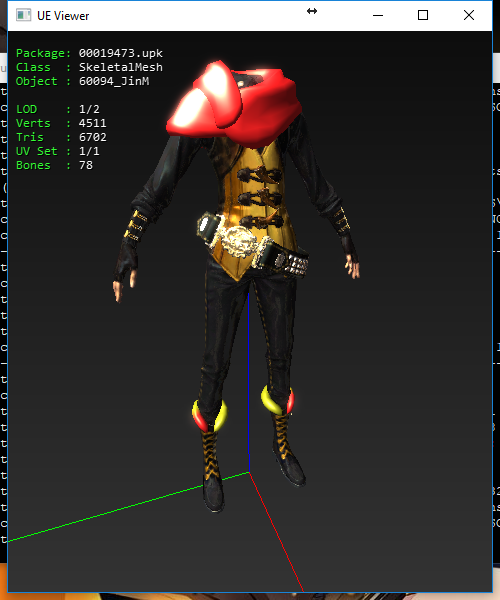 UE Viewer
Package: 00019473.upk
Class : SkeletalMesh
Object : 60094_JinM
LOD : 1/2
Verts : 4511
Tris : 6702
UV Set : 1/1
Bones : 78